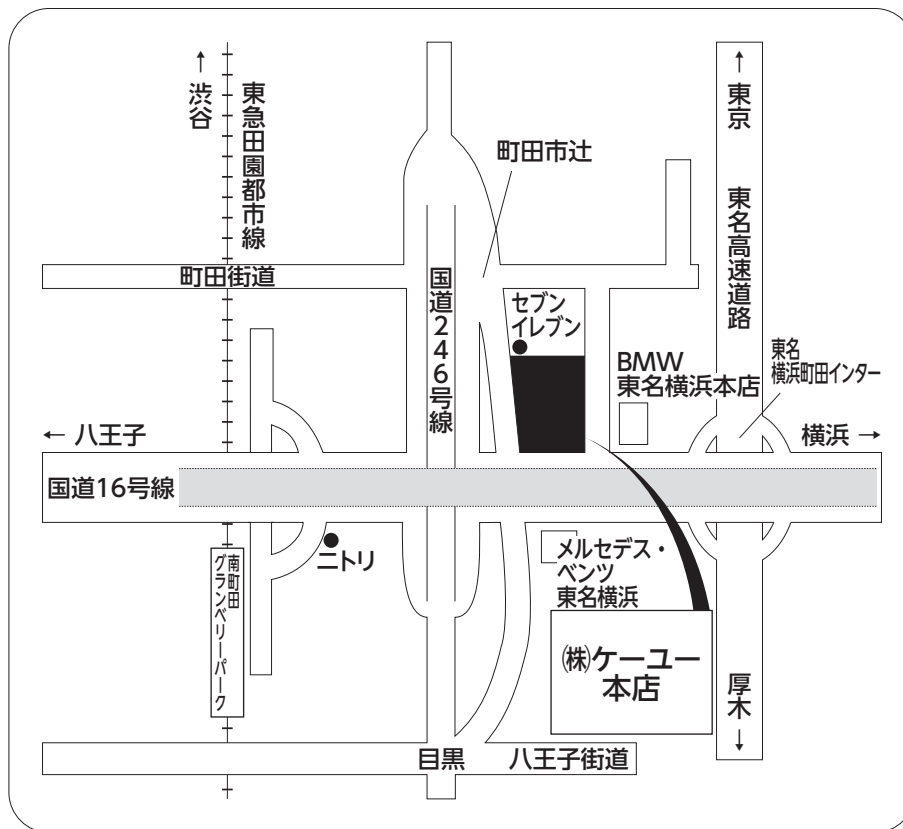 ↑
渋谷
東急田園都市線
町田市辻
↑
東京
東名高速道路
町田街道
国道246号線
セブン
イレブン
BMW
東名横浜本店
東名
横浜町田インター
← 八王子
横浜 →
国道16号線
ニトリ
南町田
グランベリーパーク
メルセデス・
ベンツ
東名横浜
㈱ケーユー
本店
厚木
↓
目黒
八王子街道